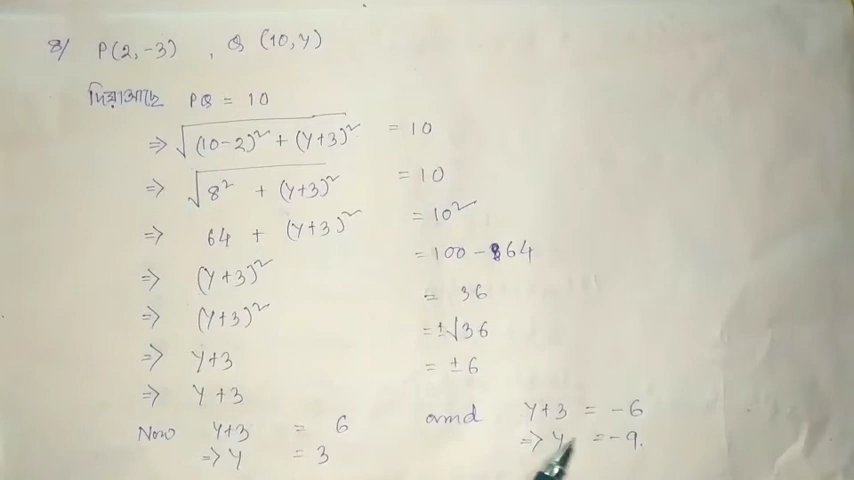 8/ P(2,-3) , Q (10,y)
দিয়াআছে PQ = 10
⇒ √(10-2)² + (y+3)² = 10
⇒ √8² + (y+3)² = 10
⇒ 64 + (y+3)² = 10²
⇒ (y+3)² = 100 - 64
⇒ (y+3)² = 36
⇒ y+3 = ±√36
⇒ y+3 = ±6
Now y+3 = 6 and y+3 = -6
⇒ y = 3 ⇒ y = -9.